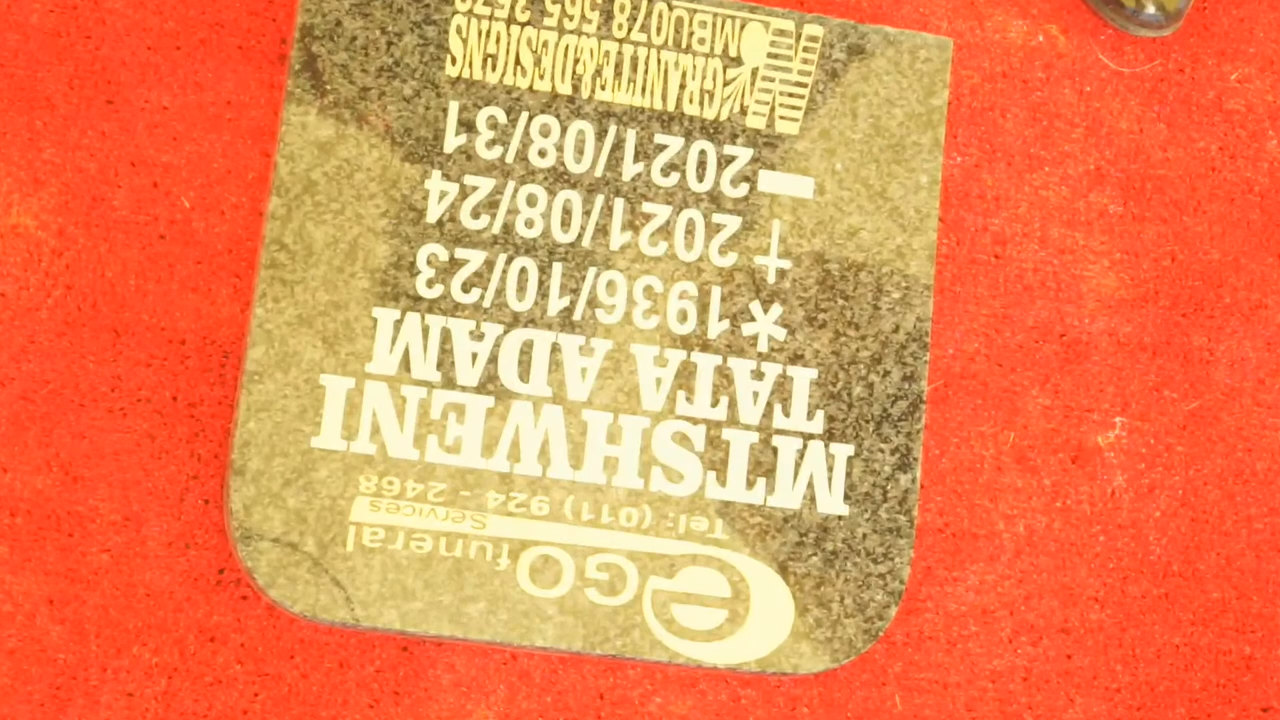 eGO funeral
Services
Tel: (011) 924 - 2468
MTSHWENI
TATA ADAM
*1936/10/23
† 2021/08/24
▬ 2021/08/31
GRANITE&DESIGNS
MBU078 565